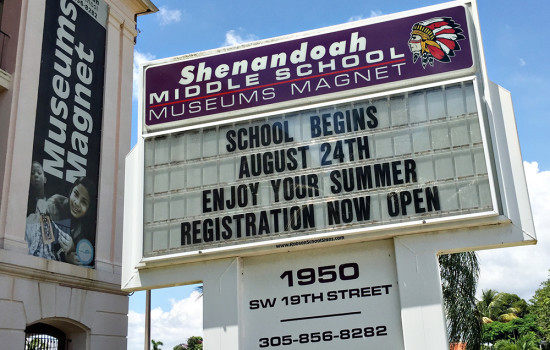 Museums
Magnet
Shenandoah
MIDDLE SCHOOL
MUSEUMS MAGNET
SCHOOL BEGINS
AUGUST 24TH
ENJOY YOUR SUMMER
REGISTRATION NOW OPEN
1950
SW 19TH STREET
305-856-8282